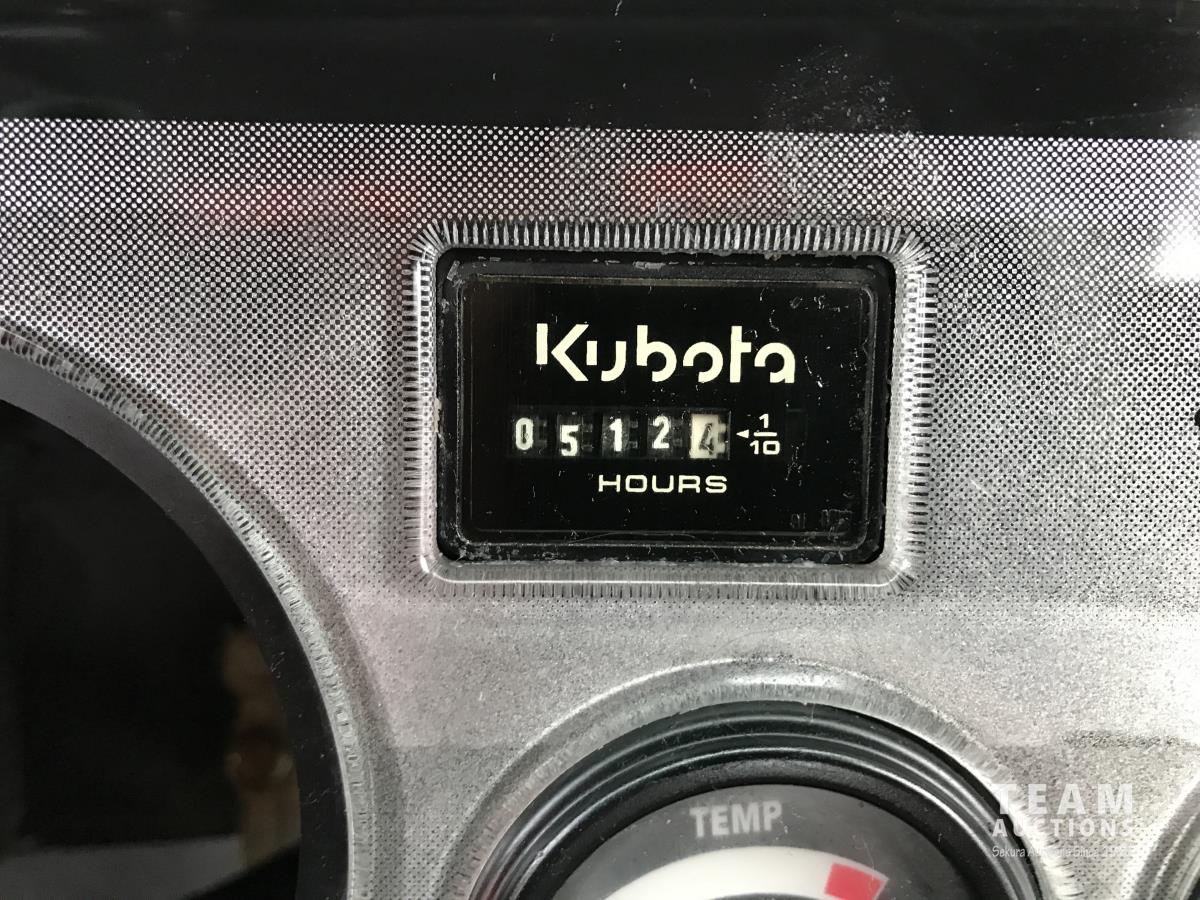 Kubota
0 5 1 2 4 ◄ 1/10
HOURS
TEMP
TEAM
AUCTIONS